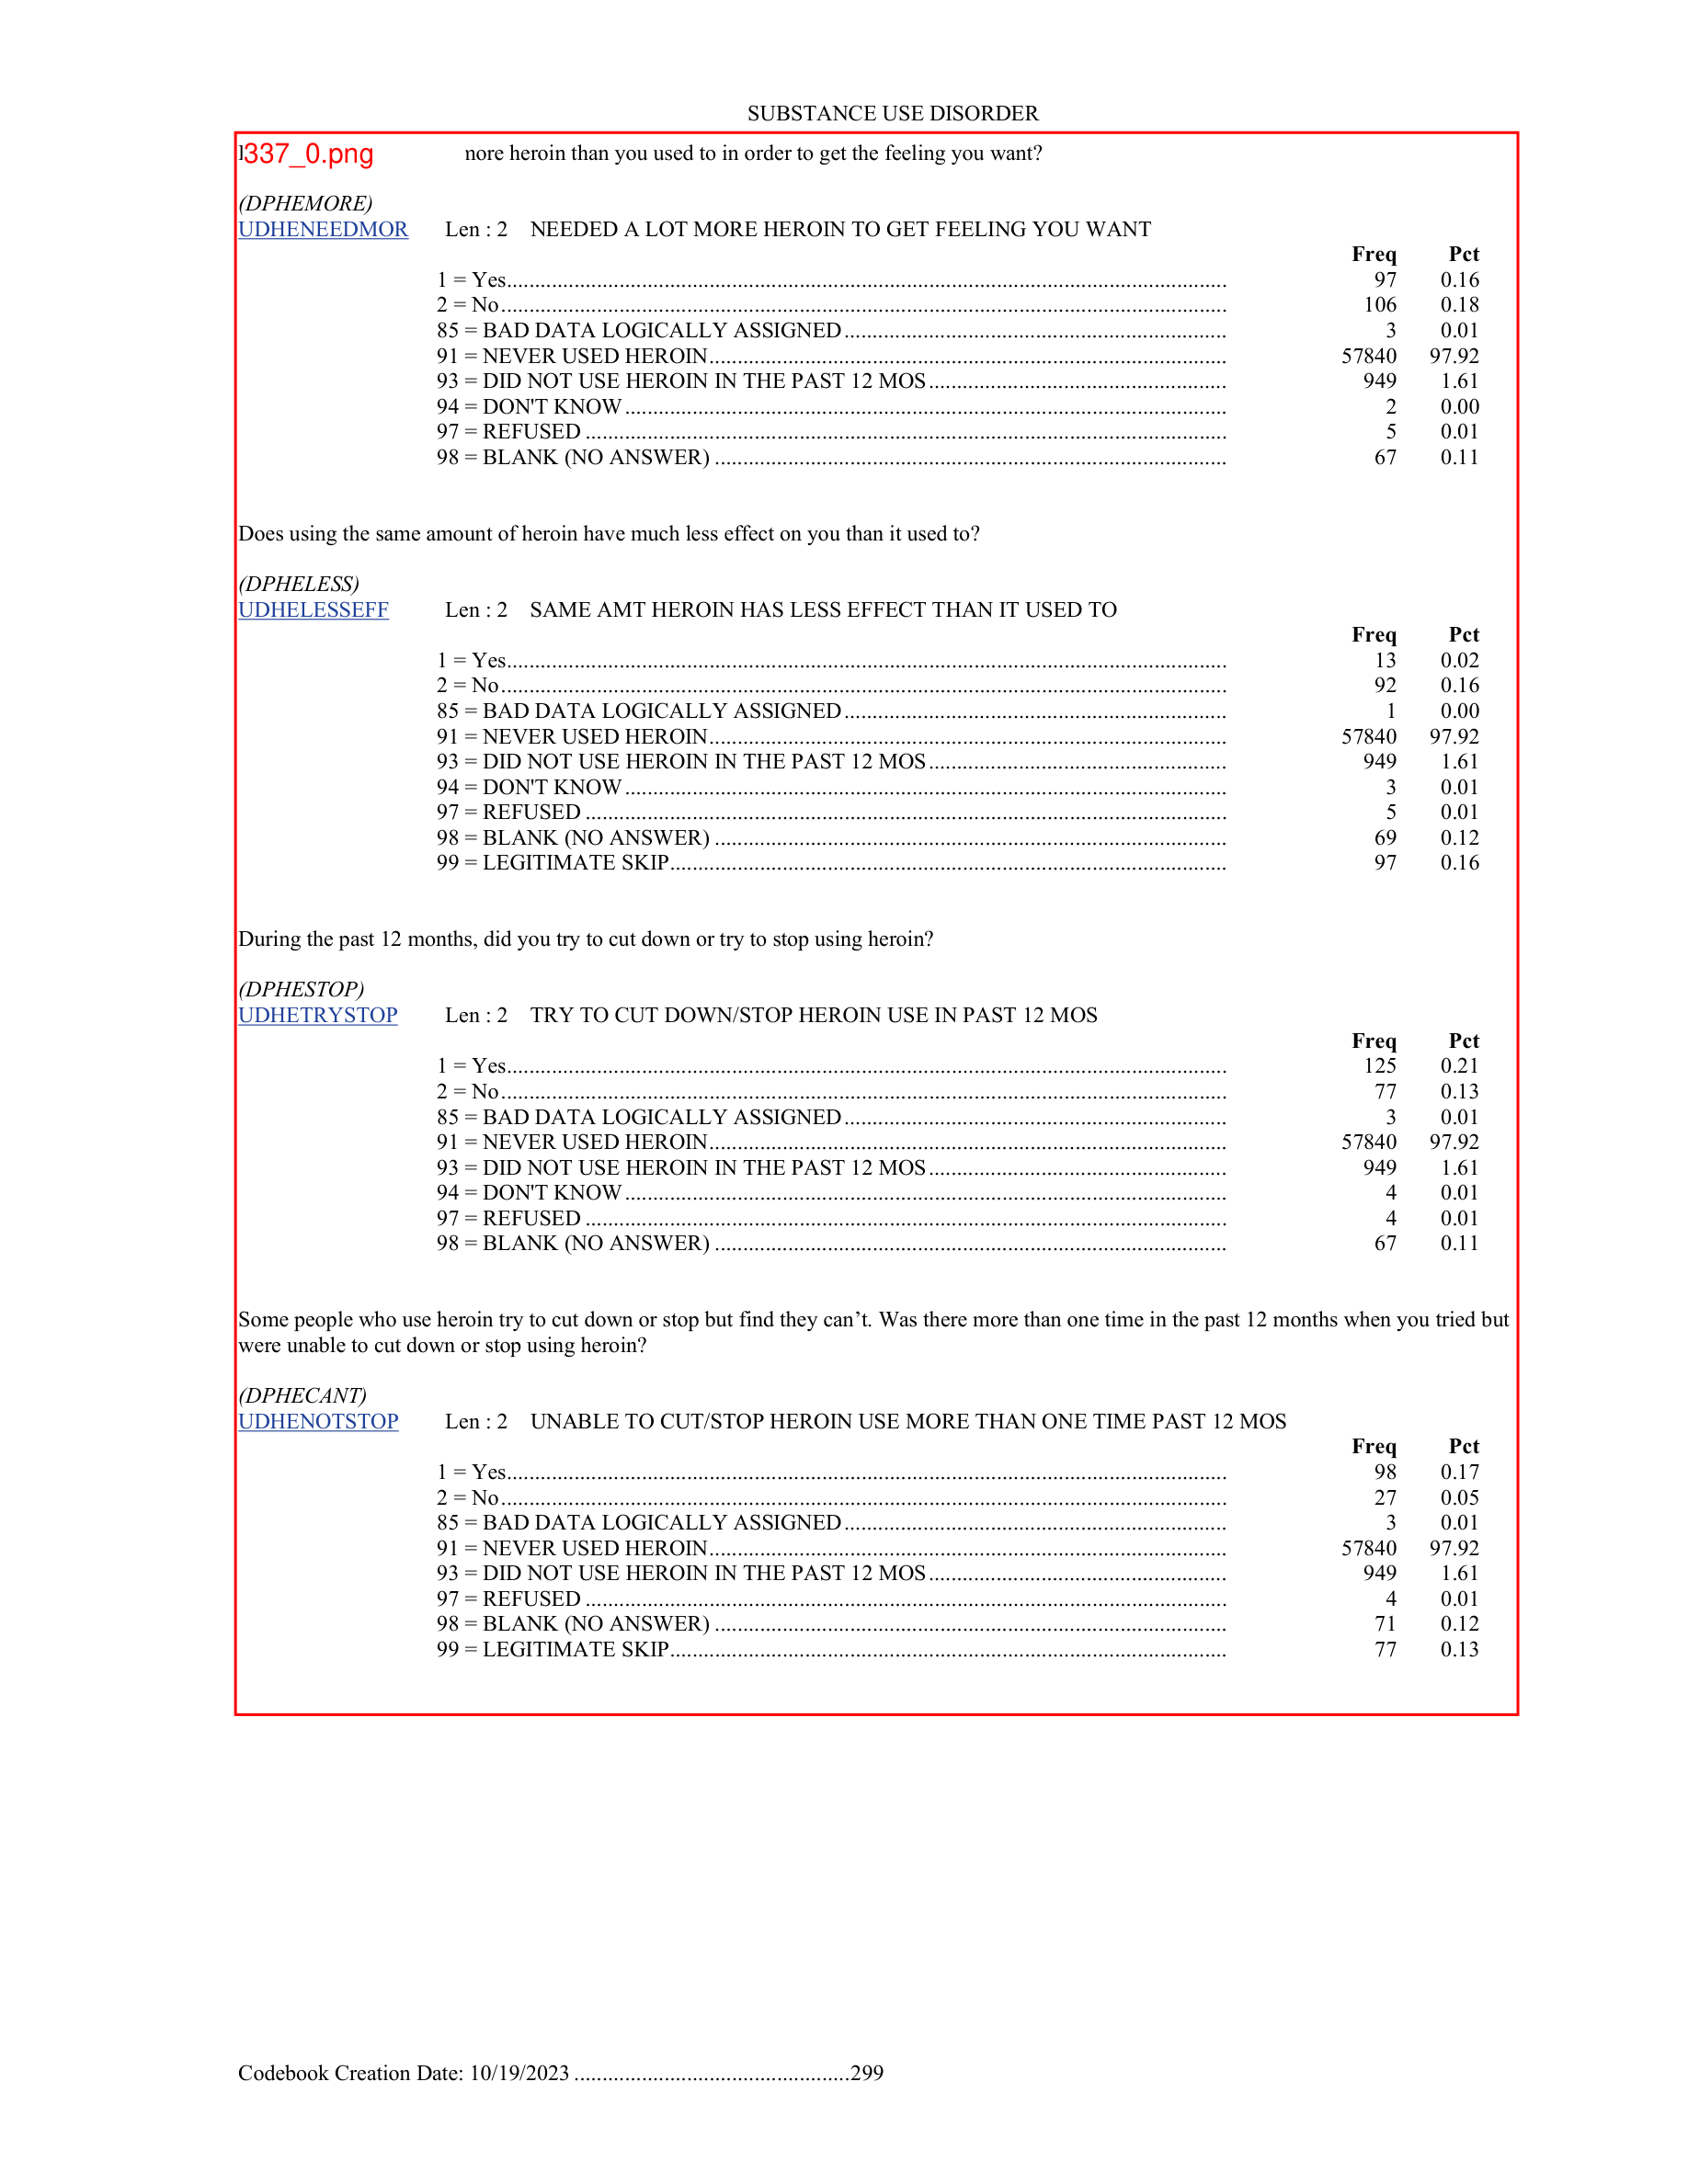 SUBSTANCE USE DISORDER
337_0.png more heroin than you used to in order to get the feeling you want?
(DPHEMORE)
UDHENEEDMOR Len : 2 NEEDED A LOT MORE HEROIN TO GET FEELING YOU WANT
Freq Pct
1 = Yes 97 0.16
2 = No 106 0.18
85 = BAD DATA LOGICALLY ASSIGNED 3 0.01
91 = NEVER USED HEROIN 57840 97.92
93 = DID NOT USE HEROIN IN THE PAST 12 MOS 949 1.61
94 = DON'T KNOW 2 0.00
97 = REFUSED 5 0.01
98 = BLANK (NO ANSWER) 67 0.11
Does using the same amount of heroin have much less effect on you than it used to?
(DPHELESS)
UDHELESSEFF Len : 2 SAME AMT HEROIN HAS LESS EFFECT THAN IT USED TO
Freq Pct
1 = Yes 13 0.02
2 = No 92 0.16
85 = BAD DATA LOGICALLY ASSIGNED 1 0.00
91 = NEVER USED HEROIN 57840 97.92
93 = DID NOT USE HEROIN IN THE PAST 12 MOS 949 1.61
94 = DON'T KNOW 3 0.01
97 = REFUSED 5 0.01
98 = BLANK (NO ANSWER) 69 0.12
99 = LEGITIMATE SKIP 97 0.16
During the past 12 months, did you try to cut down or try to stop using heroin?
(DPHESTOP)
UDHETRYSTOP Len : 2 TRY TO CUT DOWN/STOP HEROIN USE IN PAST 12 MOS
Freq Pct
1 = Yes 125 0.21
2 = No 77 0.13
85 = BAD DATA LOGICALLY ASSIGNED 3 0.01
91 = NEVER USED HEROIN 57840 97.92
93 = DID NOT USE HEROIN IN THE PAST 12 MOS 949 1.61
94 = DON'T KNOW 4 0.01
97 = REFUSED 4 0.01
98 = BLANK (NO ANSWER) 67 0.11
Some people who use heroin try to cut down or stop but find they can’t. Was there more than one time in the past 12 months when you tried but
were unable to cut down or stop using heroin?
(DPHECANT)
UDHENOTSTOP Len : 2 UNABLE TO CUT/STOP HEROIN USE MORE THAN ONE TIME PAST 12 MOS
Freq Pct
1 = Yes 98 0.17
2 = No 27 0.05
85 = BAD DATA LOGICALLY ASSIGNED 3 0.01
91 = NEVER USED HEROIN 57840 97.92
93 = DID NOT USE HEROIN IN THE PAST 12 MOS 949 1.61
97 = REFUSED 4 0.01
98 = BLANK (NO ANSWER) 71 0.12
99 = LEGITIMATE SKIP 77 0.13
Codebook Creation Date: 10/19/2023 299